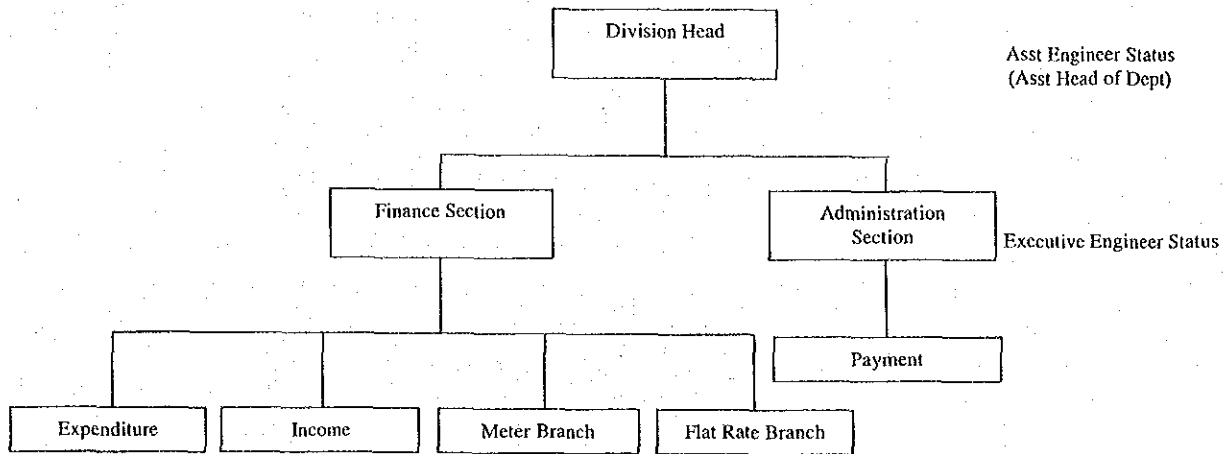 Division Head
Asst Engineer Status
(Asst Head of Dept)
Finance Section
Administration
Section
Executive Engineer Status
Payment
Expenditure
Income
Meter Branch
Flat Rate Branch